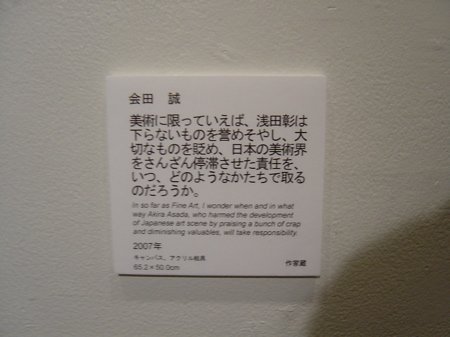 会田　誠
美術に限っていえば、浅田彰は
下らないものを誉めそやし、大
切なものを貶め、日本の美術界
をさんざん停滞させた責任を、
いつ、どのようなかたちで取る
のだろうか。
In so far as Fine Art, I wonder when and in what
way Akira Asada, who harmed the development
of Japanese art scene by praising a bunch of crap
and diminishing valuables, will take responsibility.
2007年
キャンバス、アクリル絵具
65.2×50.0cm
作家蔵